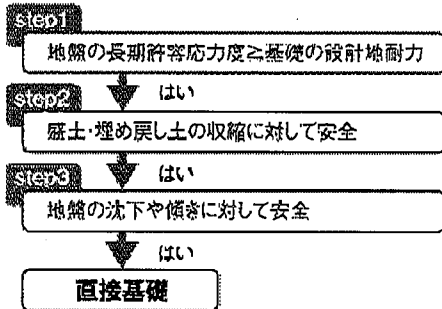 step1
地盤の長期許容応力度≧基礎の設計地耐力
はい
step2
盛土・埋め戻し土の収縮に対して安全
はい
step3
地盤の沈下や傾きに対して安全
はい
直接基礎